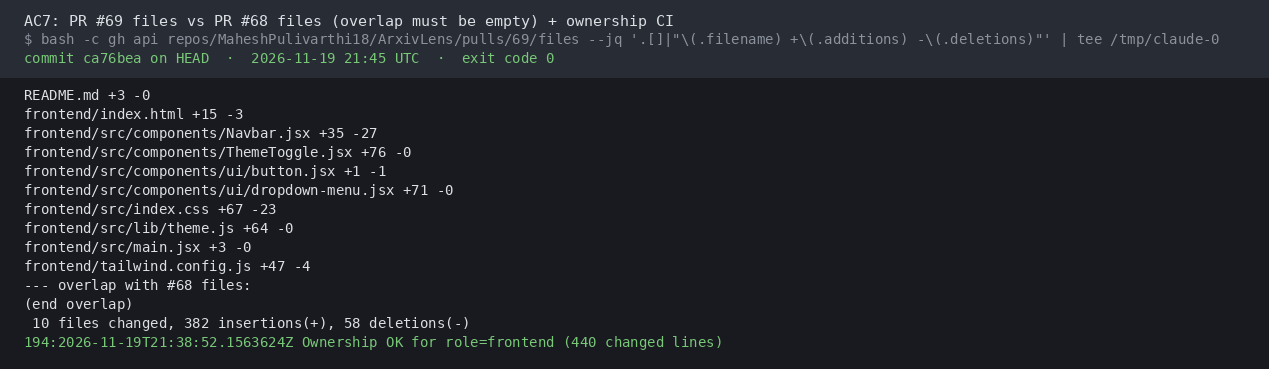 AC7: PR #69 files vs PR #68 files (overlap must be empty) + ownership CI
$ bash -c gh api repos/MaheshPulivarthi18/ArxivLens/pulls/69/files --jq '.[]|"\(.filename) +\(.additions) -\(.deletions)"' | tee /tmp/claude-0
commit ca76bea on HEAD · 2026-11-19 21:45 UTC · exit code 0
README.md +3 -0
frontend/index.html +15 -3
frontend/src/components/Navbar.jsx +35 -27
frontend/src/components/ThemeToggle.jsx +76 -0
frontend/src/components/ui/button.jsx +1 -1
frontend/src/components/ui/dropdown-menu.jsx +71 -0
frontend/src/index.css +67 -23
frontend/src/lib/theme.js +64 -0
frontend/src/main.jsx +3 -0
frontend/tailwind.config.js +47 -4
--- overlap with #68 files:
(end overlap)
10 files changed, 382 insertions(+), 58 deletions(-)
194:2026-11-19T21:38:52.1563624Z Ownership OK for role=frontend (440 changed lines)